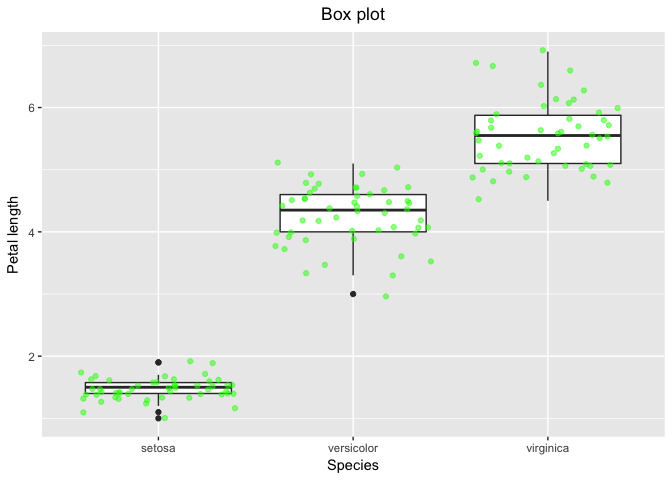 Box plot
Petal length
6
4
2
setosa versicolor virginica
Species